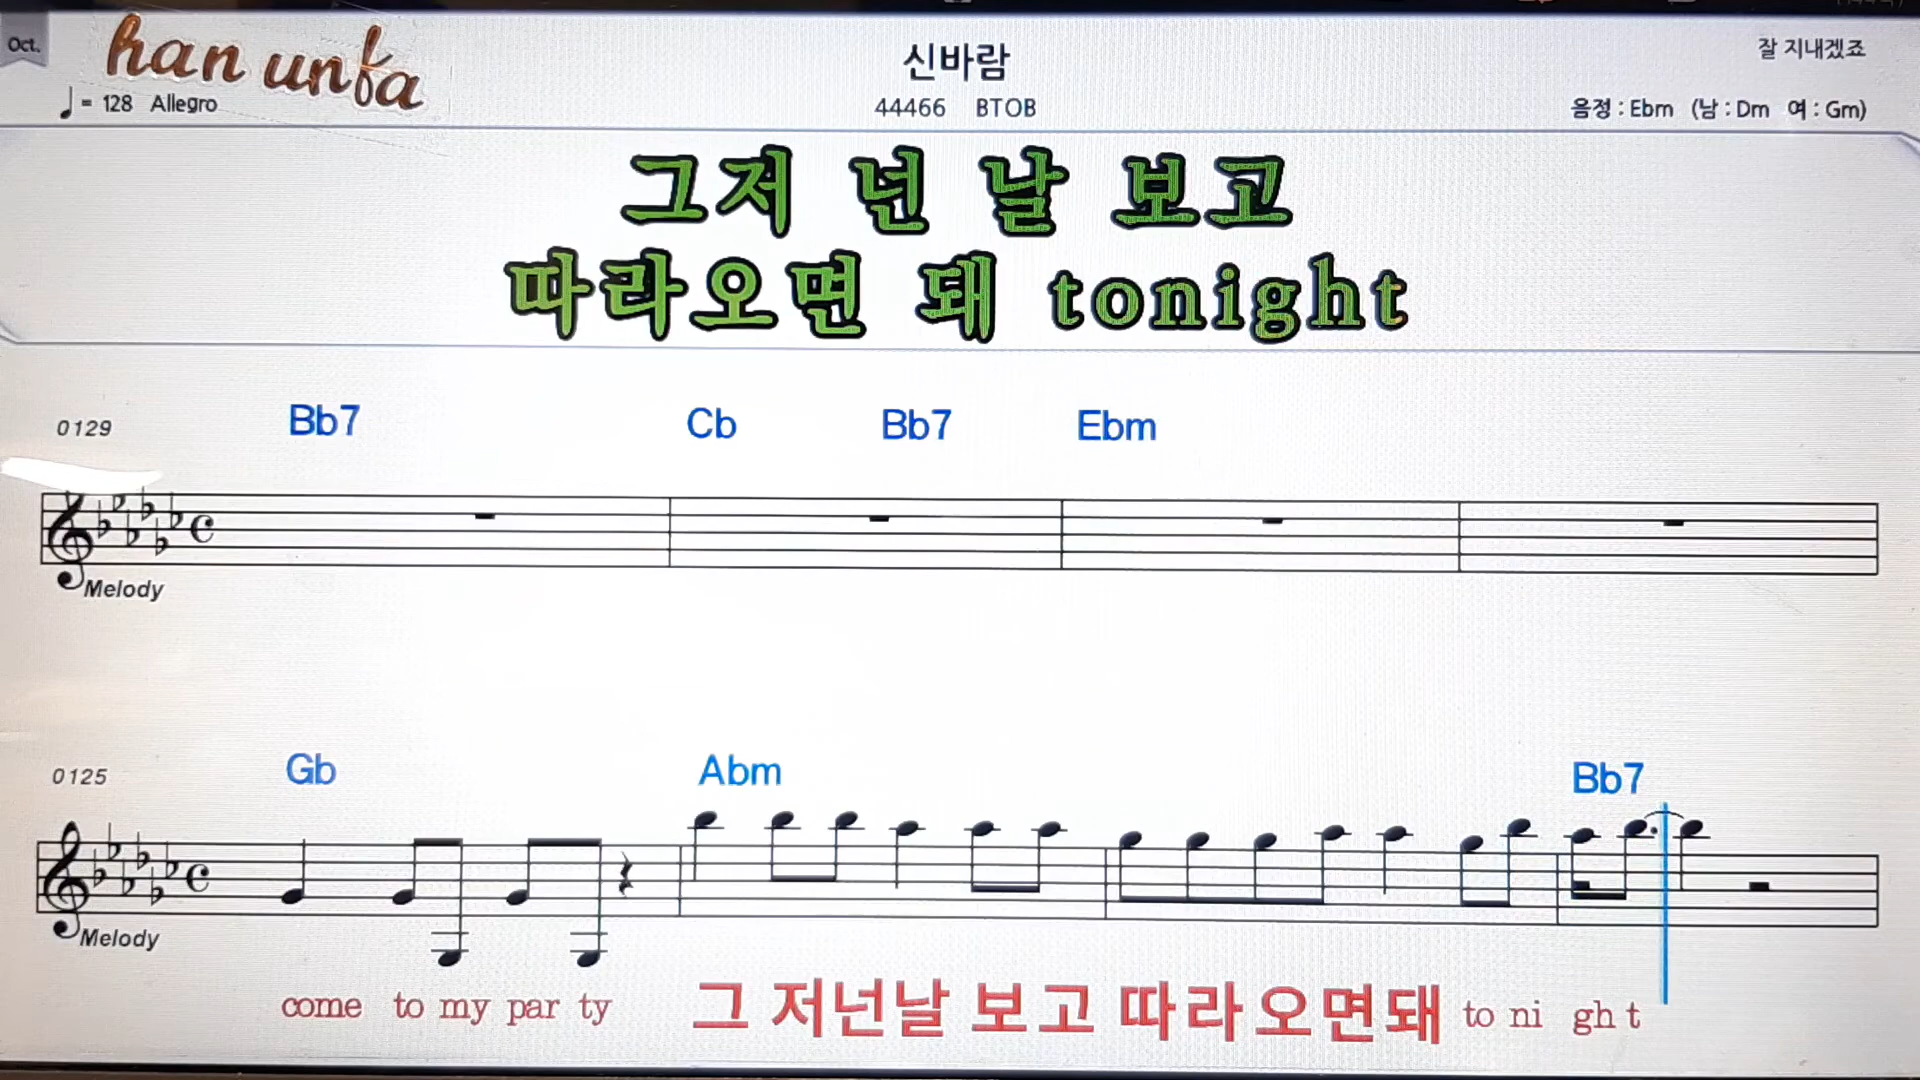 Oct.
han unfa
신바람
잘 지내겠죠
♩= 128 Allegro
44466 BTOB
음정 : Ebm (남 : Dm 여 : Gm)
그저 넌 날 보고
따라오면 돼 tonight
0129 Bb7 Cb Bb7 Ebm
Melody
0125 Gb Abm Bb7
Melody
come to my par ty 그 저넌날 보고 따라오면돼 to ni gh t